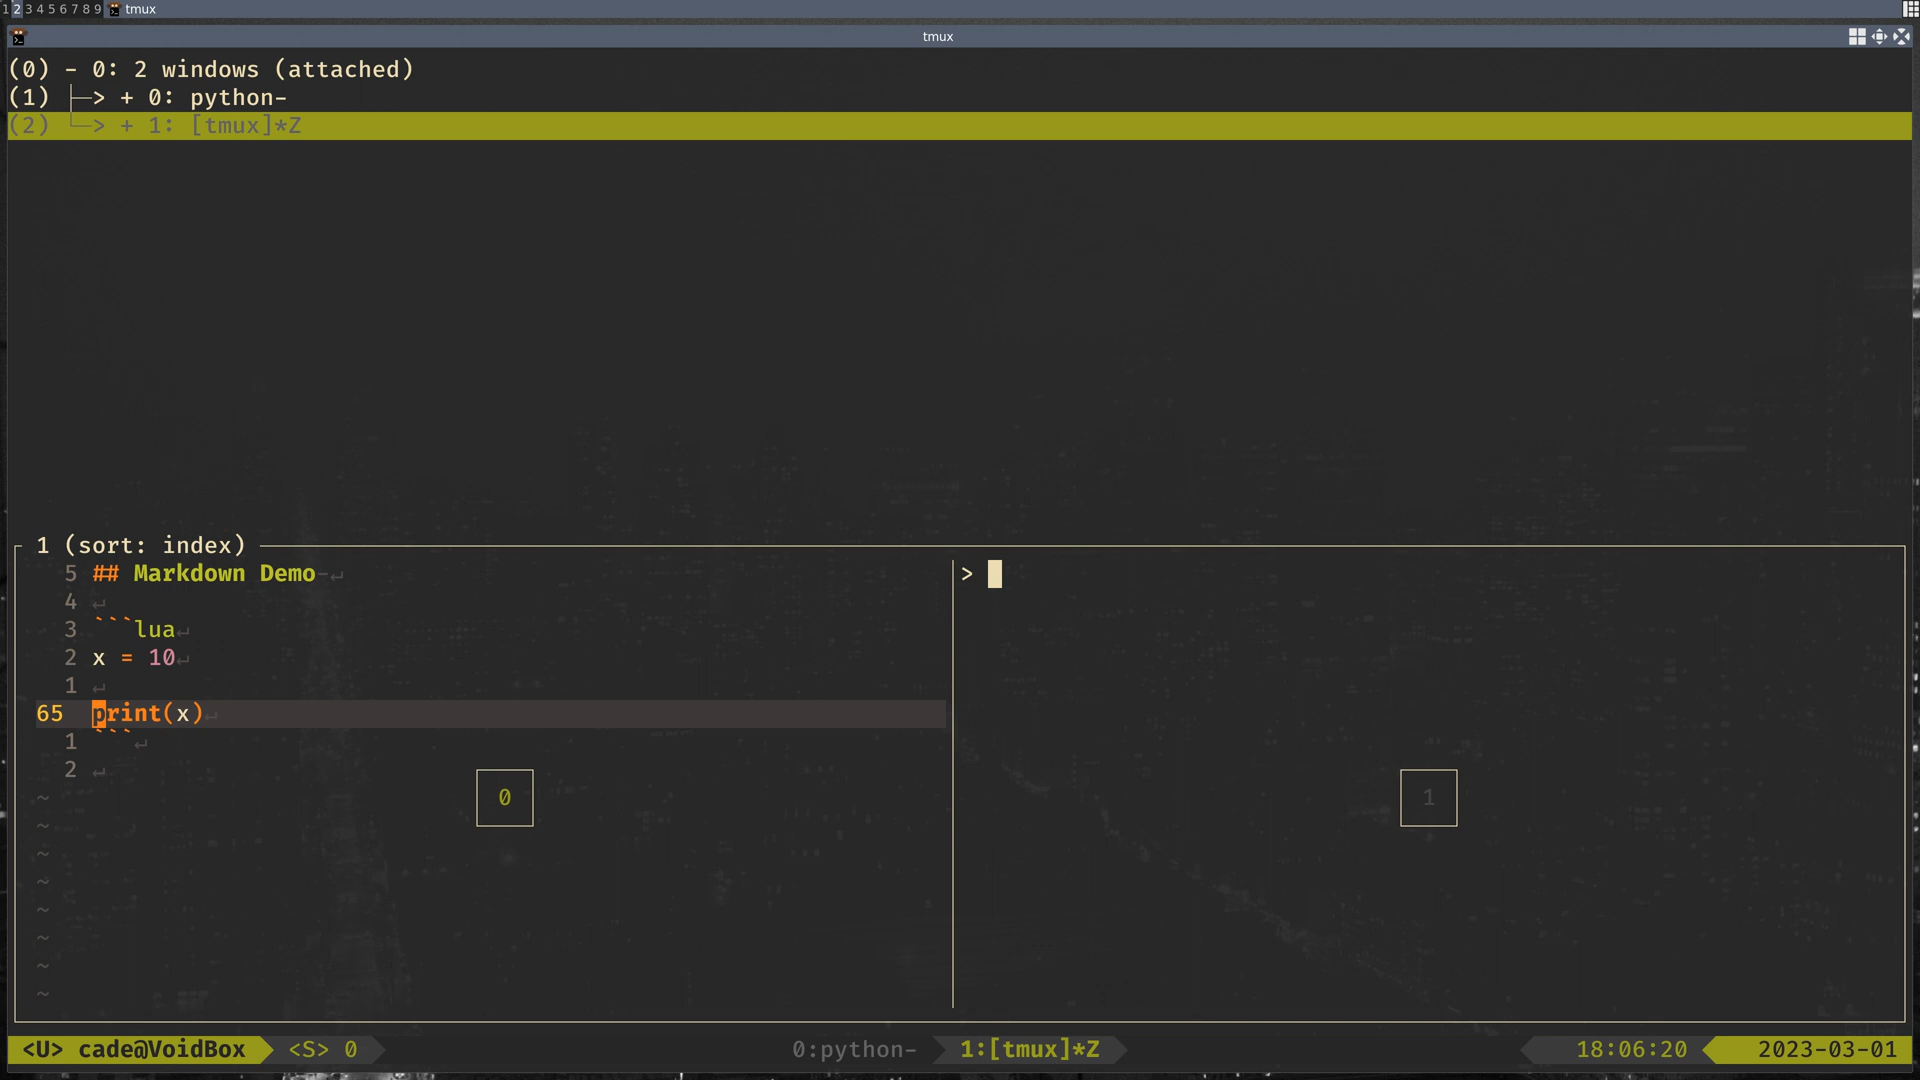 1 2 3 4 5 6 7 8 9 tmux
tmux
(0) - 0: 2 windows (attached)
(1) ├─> + 0: python-
(2) └─> + 1: [tmux]*Z
1 (sort: index)
5 ## Markdown Demo-↵
4 ↵
3 ```lua↵
2 x = 10↵
1 ↵
65 print(x)↵
1 ```↵
2 ↵
~
~
~
~
~
~
~
~
0
>
1
<U> cade@VoidBox <S> 0 0:python- 1:[tmux]*Z 18:06:20 2023-03-01